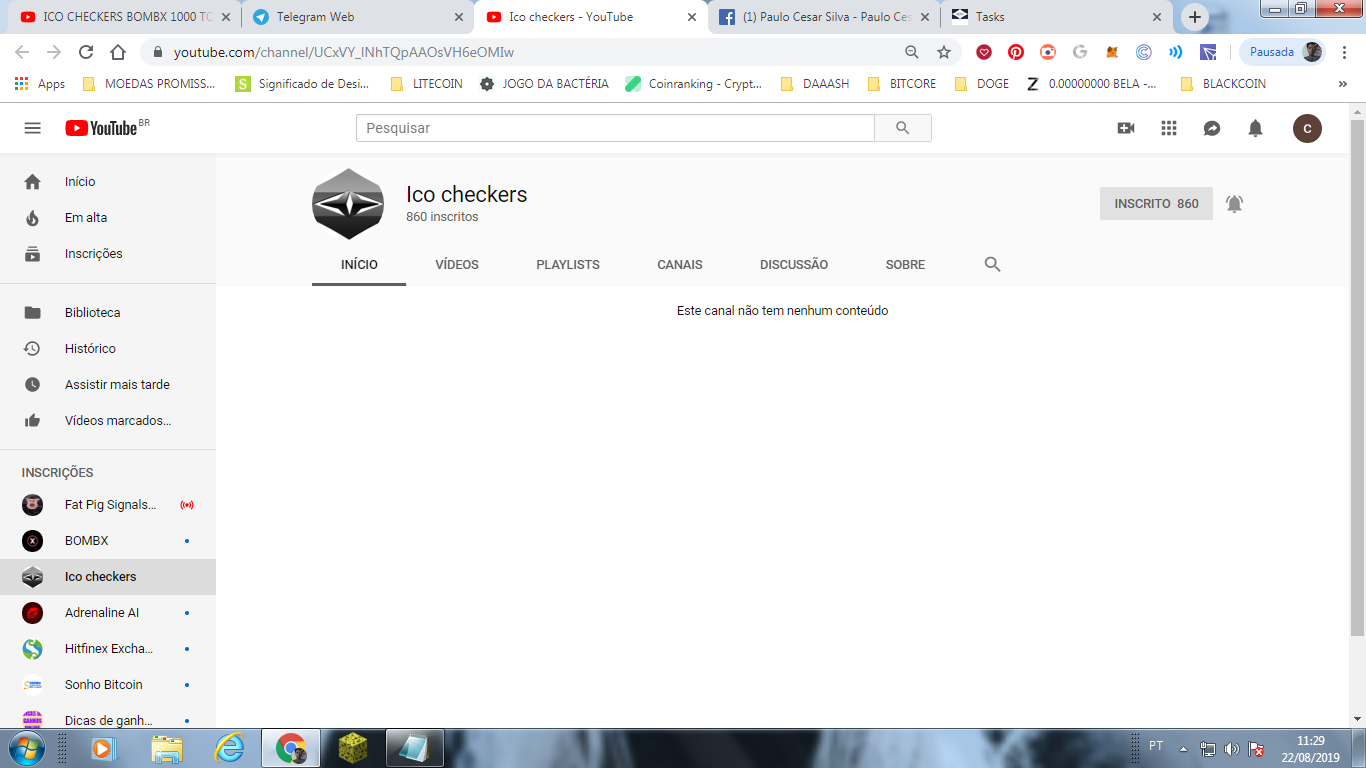 ICO CHECKERS BOMBX 1000 TO
Telegram Web
Ico checkers - YouTube
(1) Paulo Cesar Silva - Paulo Ces
Tasks
youtube.com/channel/UCxVY_lNhTQpAAOsVH6eOMIw
Pausada
Apps
MOEDAS PROMISS...
S
Significado de Desi...
LITECOIN
JOGO DA BACTÉRIA
Coinranking - Crypt...
DAAASH
BITCORE
DOGE
Z
0.00000000 BELA -...
BLACKCOIN
»
YouTube BR
Pesquisar
C
Início
Em alta
Inscrições
Biblioteca
Histórico
Assistir mais tarde
Vídeos marcados...
INSCRIÇÕES
Fat Pig Signals...
BOMBX
Ico checkers
Adrenaline AI
Hitfinex Excha...
Sonho Bitcoin
Dicas de ganh...
Ico checkers
860 inscritos
INSCRITO 860
INÍCIO
VÍDEOS
PLAYLISTS
CANAIS
DISCUSSÃO
SOBRE
Este canal não tem nenhum conteúdo
PT
11:29
22/08/2019